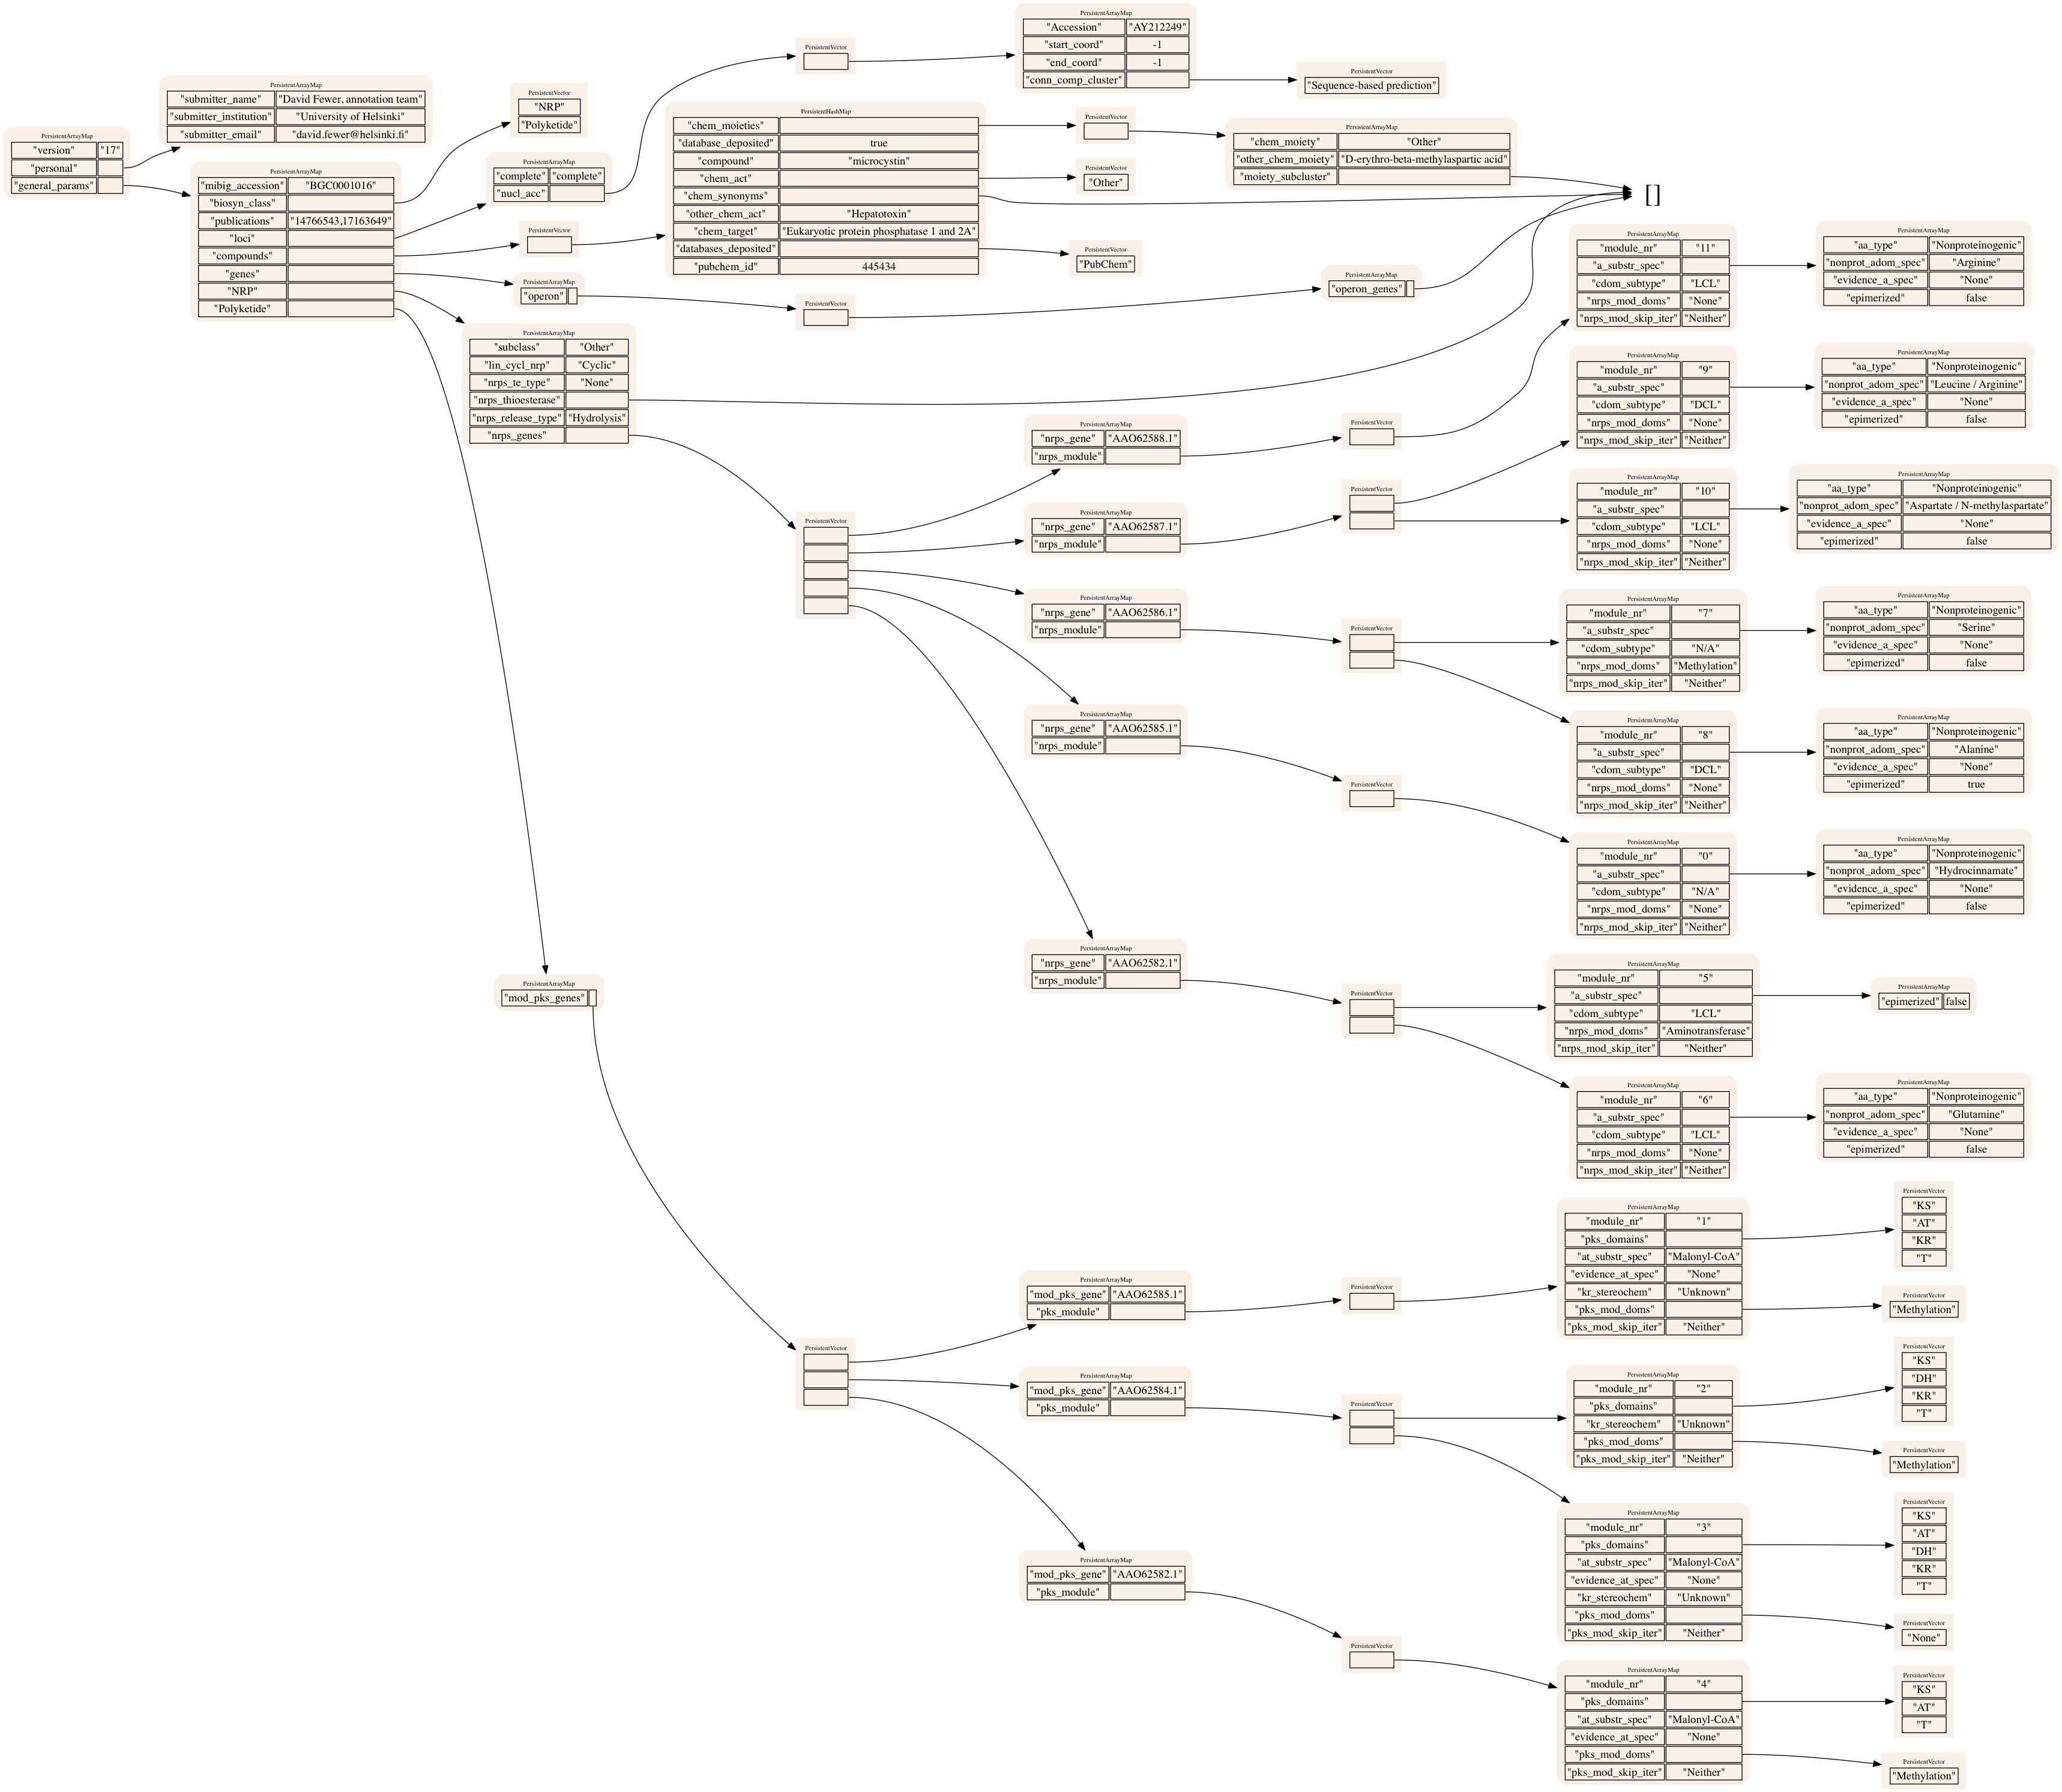 PersistentArrayMap
"version" "17"
"personal"
"general_params"
PersistentArrayMap
"submitter_name" "David Fewer, annotation team"
"submitter_institution" "University of Helsinki"
"submitter_email" "david.fewer@helsinki.fi"
PersistentArrayMap
"mibig_accession" "BGC0001016"
"biosyn_class"
"publications" "14766543,17163649"
"loci"
"compounds"
"genes"
"NRP"
"Polyketide"
PersistentVector
"NRP"
"Polyketide"
PersistentArrayMap
"complete" "complete"
"nucl_acc"
PersistentVector
PersistentArrayMap
"Accession" "AY212249"
"start_coord" -1
"end_coord" -1
"conn_comp_cluster"
PersistentVector
"Sequence-based prediction"
PersistentVector
PersistentHashMap
"chem_moieties"
"database_deposited" true
"compound" "microcystin"
"chem_act"
"chem_synonyms"
"other_chem_act" "Hepatotoxin"
"chem_target" "Eukaryotic protein phosphatase 1 and 2A"
"databases_deposited"
"pubchem_id" 445434
PersistentVector
PersistentArrayMap
"chem_moiety" "Other"
"other_chem_moiety" "D-erythro-beta-methylaspartic acid"
"moiety_subcluster"
PersistentVector
"Other"
[]
PersistentVector
"PubChem"
PersistentArrayMap
"operon"
PersistentVector
PersistentArrayMap
"operon_genes"
PersistentArrayMap
"subclass" "Other"
"lin_cycl_nrp" "Cyclic"
"nrps_te_type" "None"
"nrps_thioesterase"
"nrps_release_type" "Hydrolysis"
"nrps_genes"
PersistentVector
PersistentArrayMap
"nrps_gene" "AAO62588.1"
"nrps_module"
PersistentVector
PersistentArrayMap
"module_nr" "11"
"a_substr_spec"
"cdom_subtype" "LCL"
"nrps_mod_doms" "None"
"nrps_mod_skip_iter" "Neither"
PersistentArrayMap
"aa_type" "Nonproteinogenic"
"nonprot_adom_spec" "Arginine"
"evidence_a_spec" "None"
"epimerized" false
PersistentArrayMap
"nrps_gene" "AAO62587.1"
"nrps_module"
PersistentVector
PersistentArrayMap
"module_nr" "9"
"a_substr_spec"
"cdom_subtype" "DCL"
"nrps_mod_doms" "None"
"nrps_mod_skip_iter" "Neither"
PersistentArrayMap
"aa_type" "Nonproteinogenic"
"nonprot_adom_spec" "Leucine / Arginine"
"evidence_a_spec" "None"
"epimerized" false
PersistentArrayMap
"module_nr" "10"
"a_substr_spec"
"cdom_subtype" "LCL"
"nrps_mod_doms" "None"
"nrps_mod_skip_iter" "Neither"
PersistentArrayMap
"aa_type" "Nonproteinogenic"
"nonprot_adom_spec" "Aspartate / N-methylaspartate"
"evidence_a_spec" "None"
"epimerized" false
PersistentArrayMap
"nrps_gene" "AAO62586.1"
"nrps_module"
PersistentVector
PersistentArrayMap
"module_nr" "7"
"a_substr_spec"
"cdom_subtype" "N/A"
"nrps_mod_doms" "Methylation"
"nrps_mod_skip_iter" "Neither"
PersistentArrayMap
"aa_type" "Nonproteinogenic"
"nonprot_adom_spec" "Serine"
"evidence_a_spec" "None"
"epimerized" false
PersistentArrayMap
"module_nr" "8"
"a_substr_spec"
"cdom_subtype" "DCL"
"nrps_mod_doms" "None"
"nrps_mod_skip_iter" "Neither"
PersistentArrayMap
"aa_type" "Nonproteinogenic"
"nonprot_adom_spec" "Alanine"
"evidence_a_spec" "None"
"epimerized" true
PersistentArrayMap
"nrps_gene" "AAO62585.1"
"nrps_module"
PersistentVector
PersistentArrayMap
"module_nr" "0"
"a_substr_spec"
"cdom_subtype" "N/A"
"nrps_mod_doms" "None"
"nrps_mod_skip_iter" "Neither"
PersistentArrayMap
"aa_type" "Nonproteinogenic"
"nonprot_adom_spec" "Hydrocinnamate"
"evidence_a_spec" "None"
"epimerized" false
PersistentArrayMap
"nrps_gene" "AAO62582.1"
"nrps_module"
PersistentVector
PersistentArrayMap
"module_nr" "5"
"a_substr_spec"
"cdom_subtype" "LCL"
"nrps_mod_doms" "Aminotransferase"
"nrps_mod_skip_iter" "Neither"
PersistentArrayMap
"epimerized" false
PersistentArrayMap
"module_nr" "6"
"a_substr_spec"
"cdom_subtype" "LCL"
"nrps_mod_doms" "None"
"nrps_mod_skip_iter" "Neither"
PersistentArrayMap
"aa_type" "Nonproteinogenic"
"nonprot_adom_spec" "Glutamine"
"evidence_a_spec" "None"
"epimerized" false
PersistentArrayMap
"mod_pks_genes"
PersistentVector
PersistentArrayMap
"mod_pks_gene" "AAO62585.1"
"pks_module"
PersistentVector
PersistentArrayMap
"module_nr" "1"
"pks_domains"
"at_substr_spec" "Malonyl-CoA"
"evidence_at_spec" "None"
"kr_stereochem" "Unknown"
"pks_mod_doms"
"pks_mod_skip_iter" "Neither"
PersistentVector
"KS"
"AT"
"KR"
"T"
PersistentVector
"Methylation"
PersistentArrayMap
"mod_pks_gene" "AAO62584.1"
"pks_module"
PersistentVector
PersistentArrayMap
"module_nr" "2"
"pks_domains"
"kr_stereochem" "Unknown"
"pks_mod_doms"
"pks_mod_skip_iter" "Neither"
PersistentVector
"KS"
"DH"
"KR"
"T"
PersistentVector
"Methylation"
PersistentArrayMap
"module_nr" "3"
"pks_domains"
"at_substr_spec" "Malonyl-CoA"
"evidence_at_spec" "None"
"kr_stereochem" "Unknown"
"pks_mod_doms"
"pks_mod_skip_iter" "Neither"
PersistentVector
"KS"
"AT"
"DH"
"KR"
"T"
PersistentVector
"None"
PersistentArrayMap
"mod_pks_gene" "AAO62582.1"
"pks_module"
PersistentVector
PersistentArrayMap
"module_nr" "4"
"pks_domains"
"at_substr_spec" "Malonyl-CoA"
"evidence_at_spec" "None"
"pks_mod_doms"
"pks_mod_skip_iter" "Neither"
PersistentVector
"KS"
"AT"
"T"
PersistentVector
"Methylation"